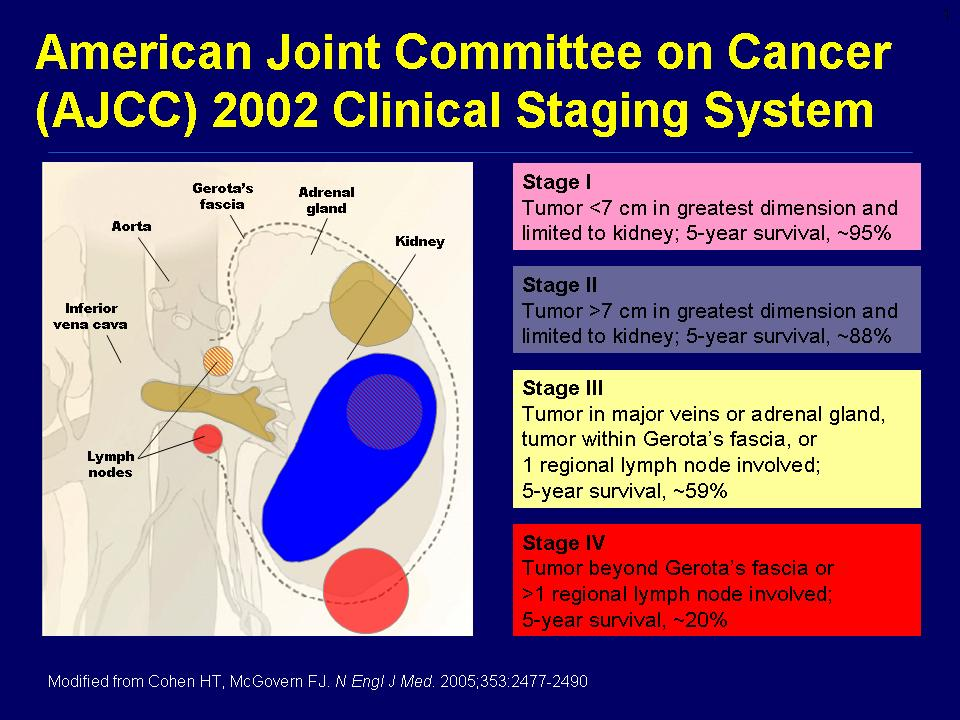 American Joint Committee on Cancer
(AJCC) 2002 Clinical Staging System
Gerota's
fascia
Adrenal
gland
Aorta
Kidney
Inferior
vena cava
Lymph
nodes
Stage I
Tumor <7 cm in greatest dimension and
limited to kidney; 5-year survival, ~95%
Stage II
Tumor >7 cm in greatest dimension and
limited to kidney; 5-year survival, ~88%
Stage III
Tumor in major veins or adrenal gland,
tumor within Gerota's fascia, or
1 regional lymph node involved;
5-year survival, ~59%
Stage IV
Tumor beyond Gerota's fascia or
>1 regional lymph node involved;
5-year survival, ~20%
Modified from Cohen HT, McGovern FJ. N Engl J Med. 2005;353:2477-2490